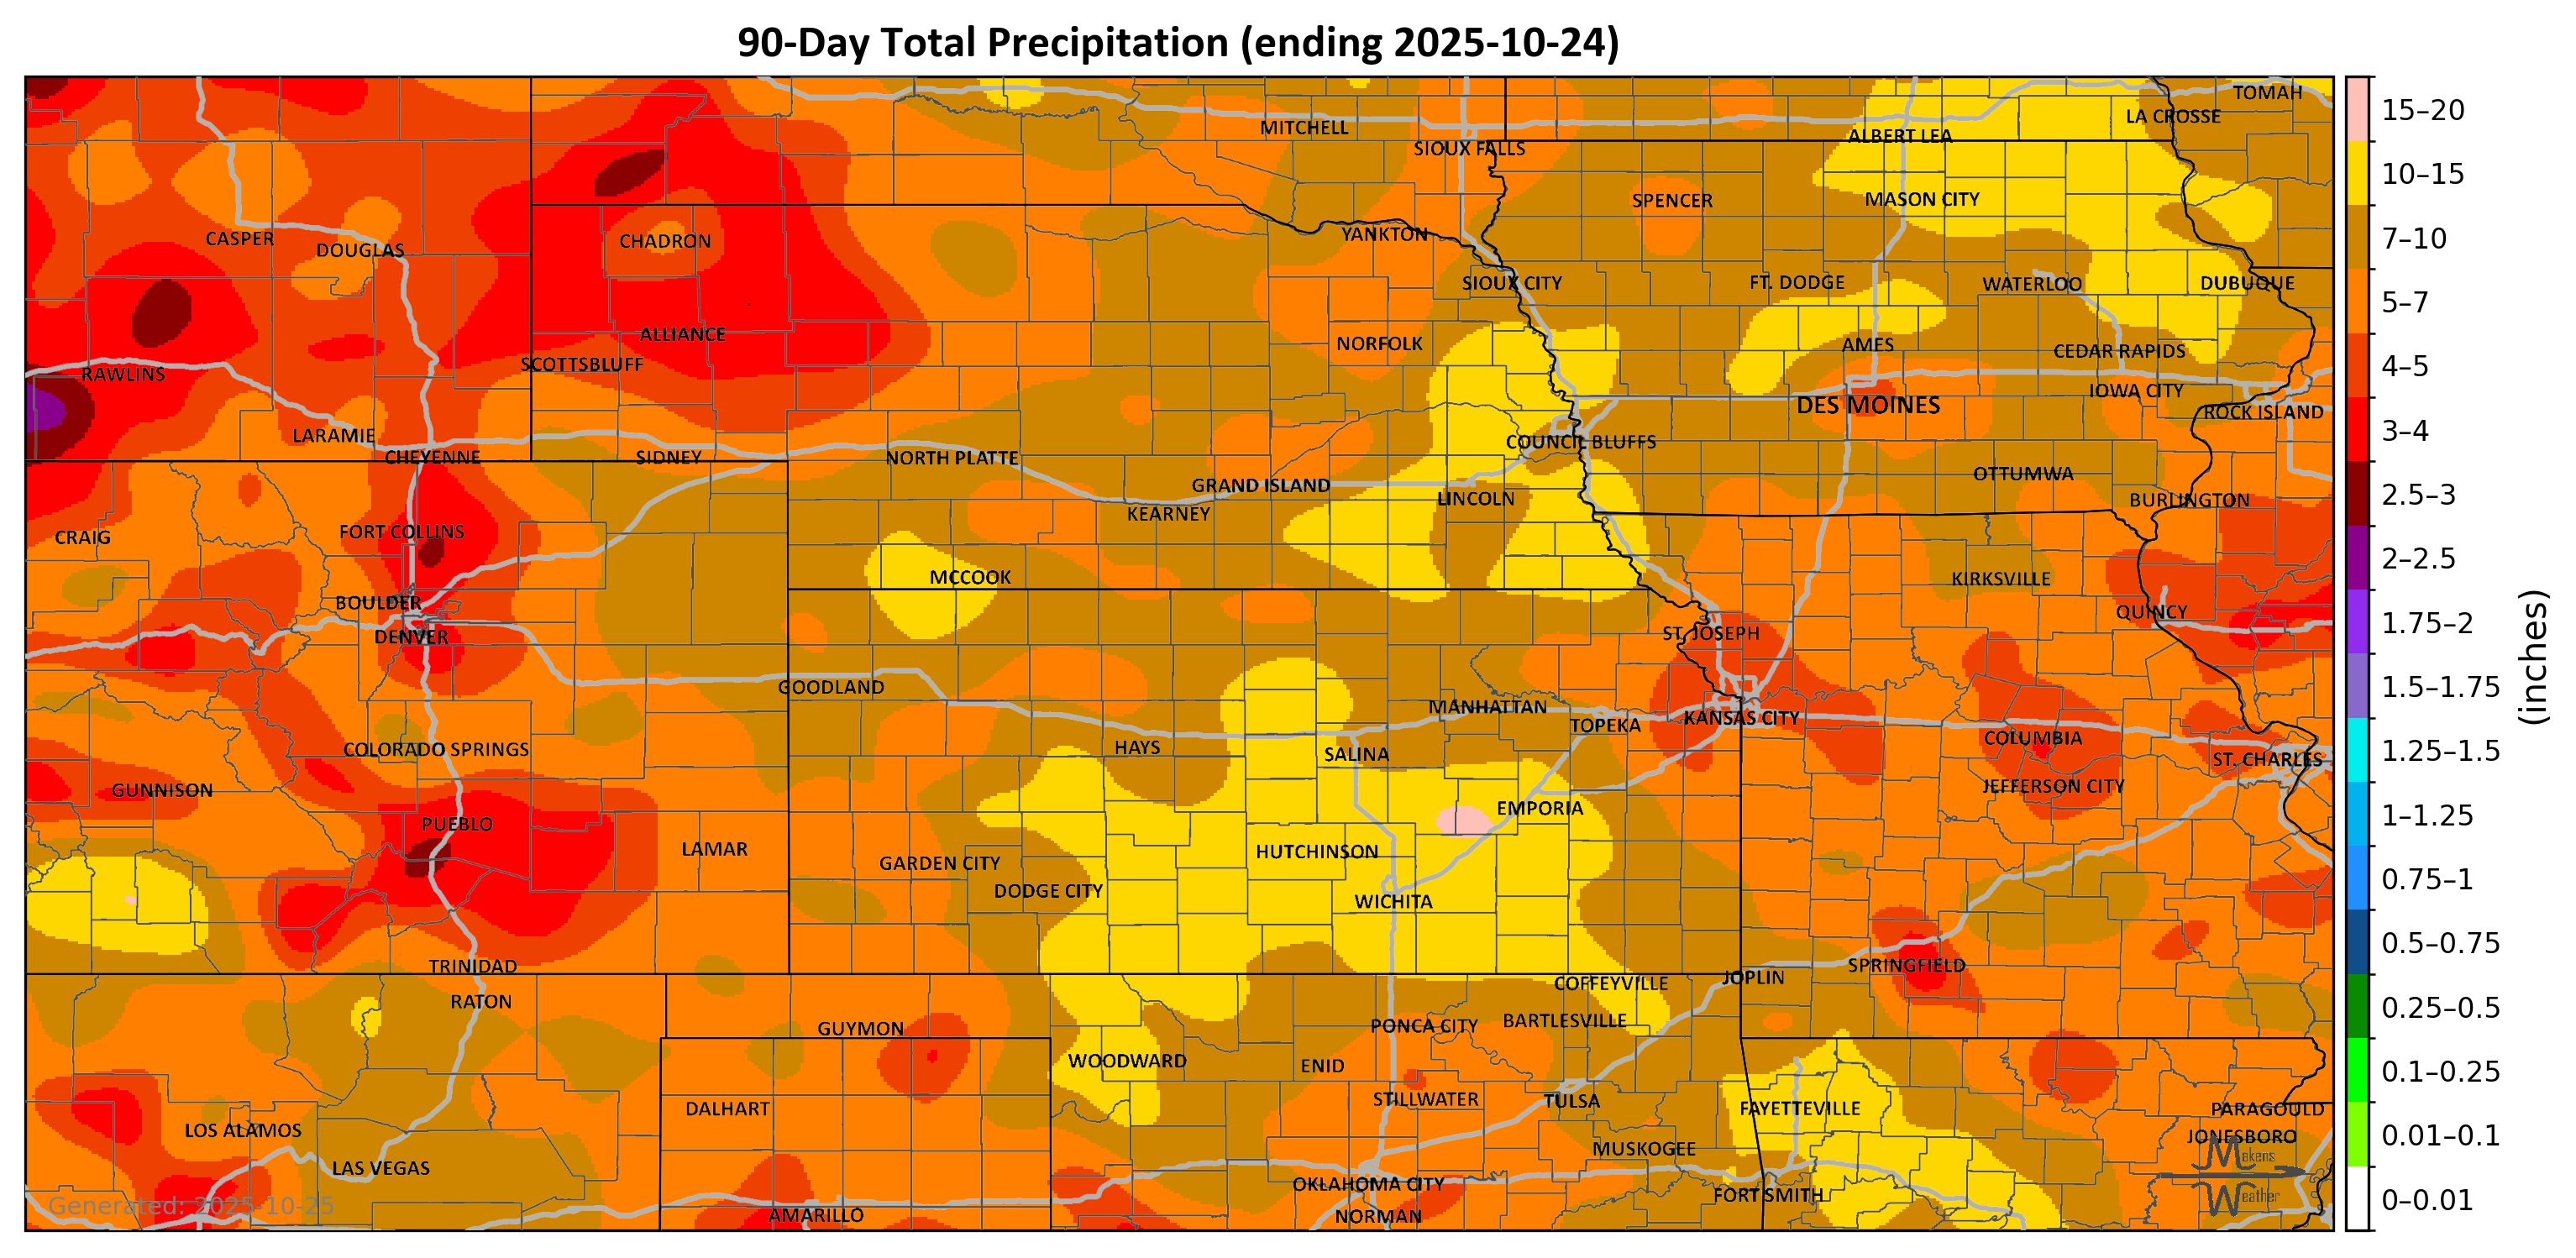 90-Day Total Precipitation (ending 2025-10-24)
TOMAH
LA CROSSE
MITCHELL
ALBERT LEA
SIOUX FALLS
SPENCER
MASON CITY
YANKTON
CASPER
CHADRON
DOUGLAS
SIOUX CITY
FT. DODGE
WATERLOO
DUBUQUE
ALLIANCE
NORFOLK
AMES
CEDAR RAPIDS
SCOTTSBLUFF
RAWLINS
IOWA CITY
DES MOINES
ROCK ISLAND
LARAMIE
COUNCIL BLUFFS
CHEYENNE
SIDNEY
NORTH PLATTE
OTTUMWA
GRAND ISLAND
LINCOLN
BURLINGTON
KEARNEY
FORT COLLINS
CRAIG
MCCOOK
KIRKSVILLE
BOULDER
QUINCY
DENVER
ST. JOSEPH
GOODLAND
MANHATTAN
TOPEKA
KANSAS CITY
COLUMBIA
COLORADO SPRINGS
HAYS
SALINA
ST. CHARLES
GUNNISON
JEFFERSON CITY
EMPORIA
PUEBLO
LAMAR
HUTCHINSON
GARDEN CITY
DODGE CITY
WICHITA
TRINIDAD
SPRINGFIELD
JOPLIN
COFFEYVILLE
RATON
BARTLESVILLE
PONCA CITY
GUYMON
WOODWARD
ENID
STILLWATER
TULSA
DALHART
FAYETTEVILLE
PARAGOULD
LOS ALAMOS
JONESBORO
MUSKOGEE
LAS VEGAS
OKLAHOMA CITY
FORT SMITH
AMARILLO
NORMAN
Generated: 2025-10-25
Makens
Weather
15–20
10–15
7–10
5–7
4–5
3–4
2.5–3
2–2.5
1.75–2
1.5–1.75
1.25–1.5
1–1.25
0.75–1
0.5–0.75
0.25–0.5
0.1–0.25
0.01–0.1
0–0.01
(inches)